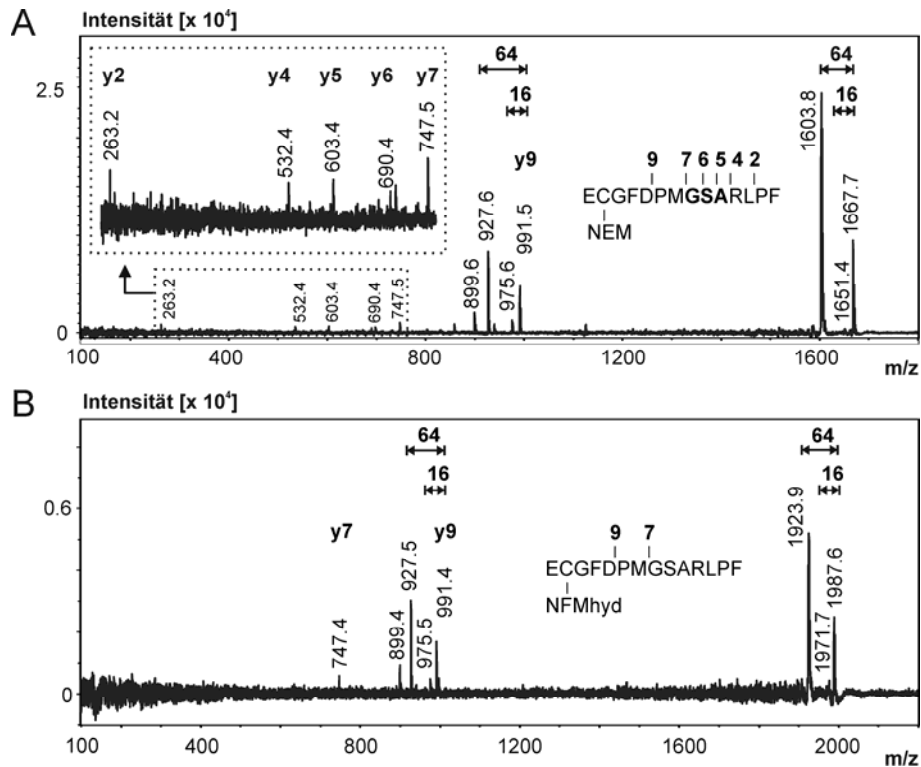 A
Intensität [x 10⁴]
y2 y4 y5 y6 y7
263.2 532.4 603.4 690.4 747.5
64 64
16 16
2.5
y9
927.6 991.5 899.6 975.6
9 7 6 5 4 2
ECGFDPMGSARLPF
NEM
1603.8 1651.4 1667.7
263.2 532.4 603.4 690.4 747.5
0
100 400 800 1200 1600
m/z
B
Intensität [x 10⁴]
64 64
16 16
0.6
y7 y9
747.4 899.4 927.5 975.5 991.4
9 7
ECGFDPMGSARLPF
NFMhyd
1923.9 1971.7 1987.6
0
100 400 800 1200 1600 2000
m/z